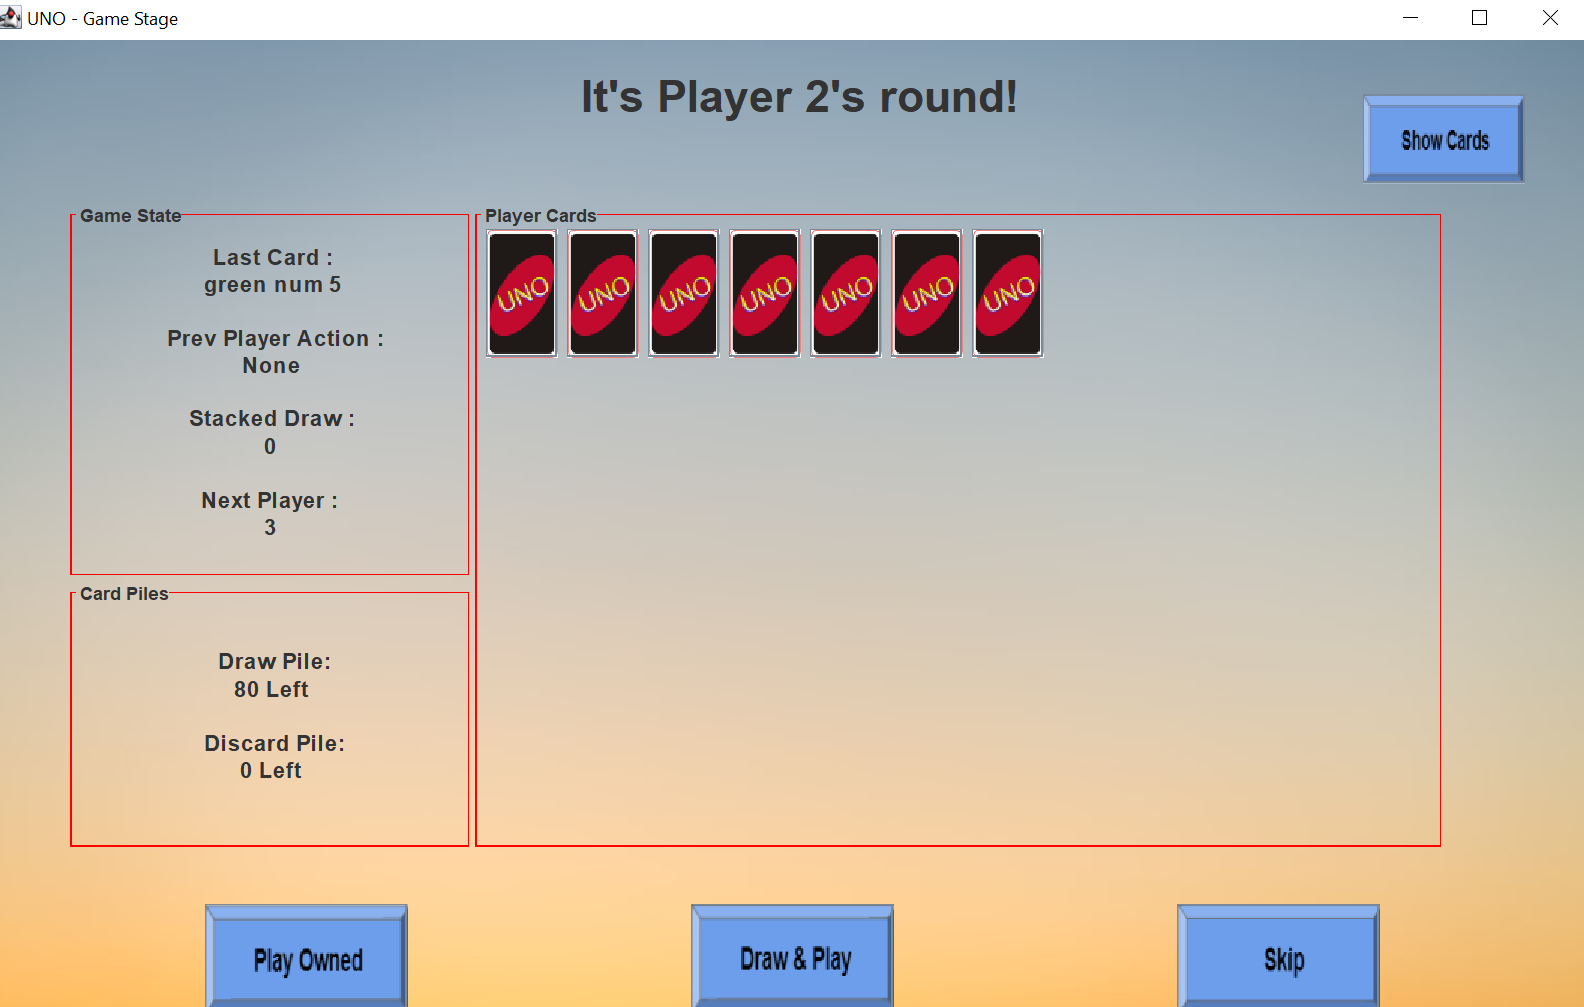 UNO - Game Stage
It's Player 2's round!
Show Cards
Game State
Last Card :
green num 5
Prev Player Action :
None
Stacked Draw :
0
Next Player :
3
Player Cards
UNO UNO UNO UNO UNO UNO UNO
Card Piles
Draw Pile:
80 Left
Discard Pile:
0 Left
Play Owned
Draw & Play
Skip